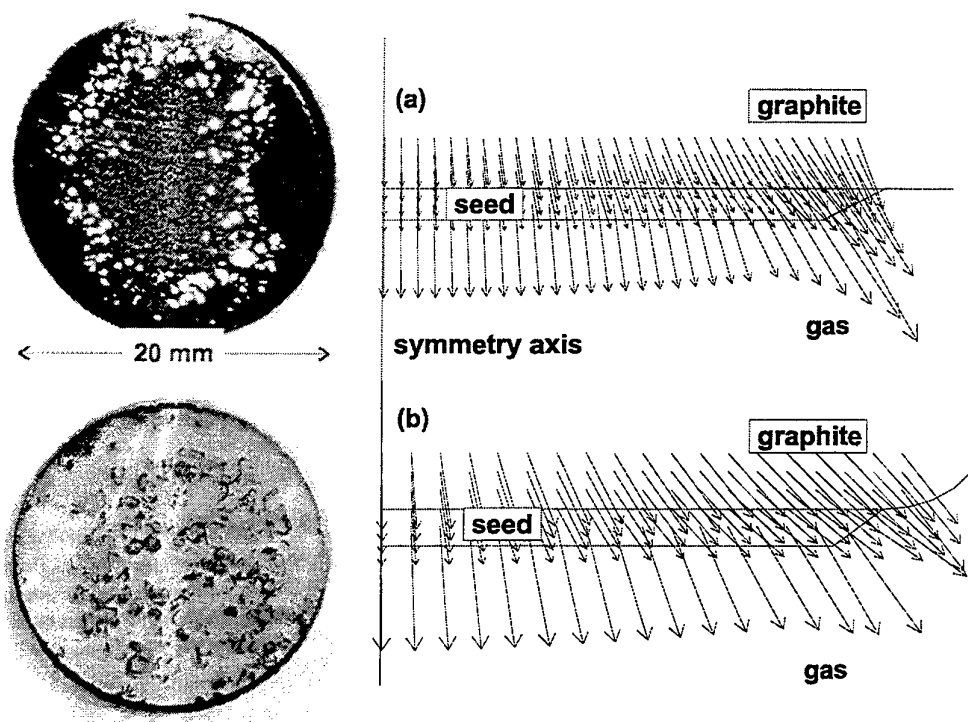 (a)
graphite
seed
gas
20 mm
symmetry axis
(b)
graphite
seed
gas